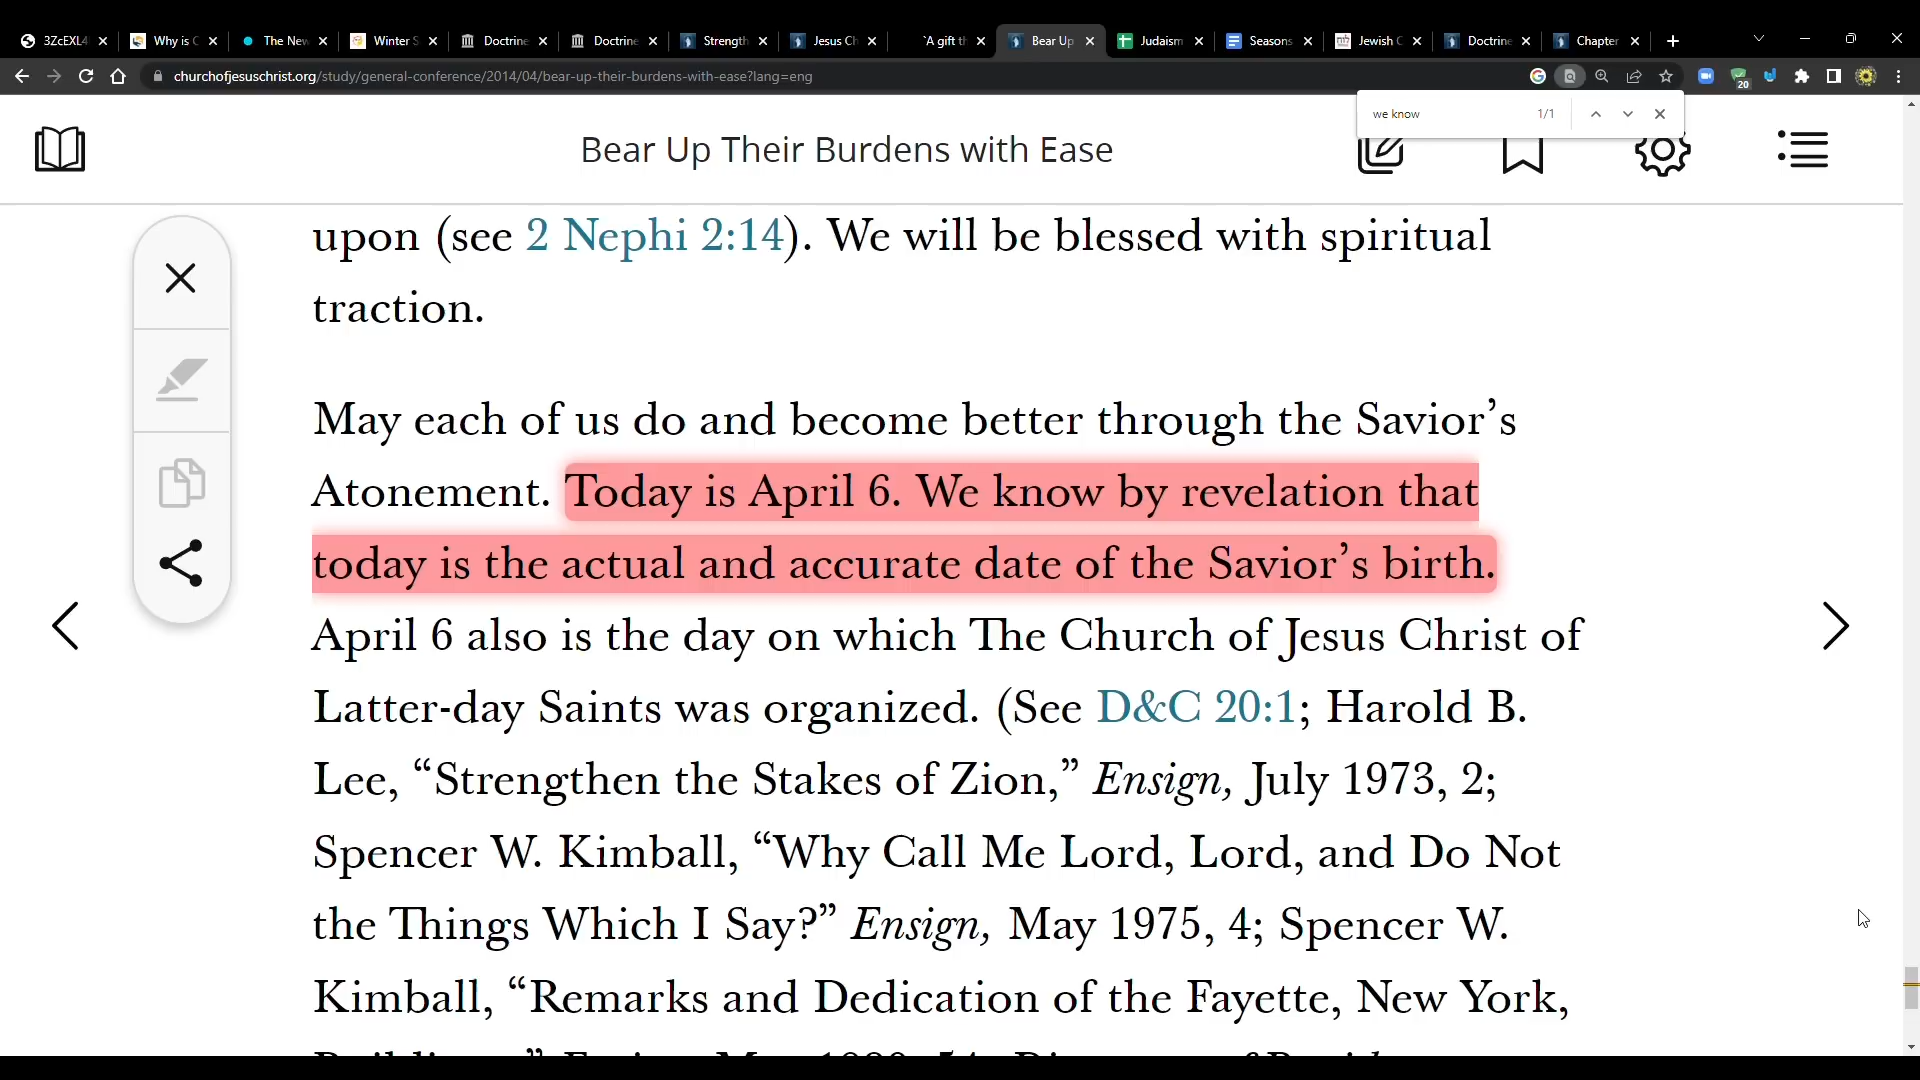 3ZcEXL4
Why is C
The New
Winter S
Doctrine
Doctrine
Strength
Jesus Ch
`A gift th
Bear Up
Judaism
Seasons
Jewish C
Doctrine
Chapter
churchofjesuschrist.org/study/general-conference/2014/04/bear-up-their-burdens-with-ease?lang=eng
20
we know 1/1
Bear Up Their Burdens with Ease
upon (see 2 Nephi 2:14). We will be blessed with spiritual
traction.
May each of us do and become better through the Savior’s
Atonement. Today is April 6. We know by revelation that
today is the actual and accurate date of the Savior’s birth.
April 6 also is the day on which The Church of Jesus Christ of
Latter-day Saints was organized. (See D&C 20:1; Harold B.
Lee, “Strengthen the Stakes of Zion,” Ensign, July 1973, 2;
Spencer W. Kimball, “Why Call Me Lord, Lord, and Do Not
the Things Which I Say?” Ensign, May 1975, 4; Spencer W.
Kimball, “Remarks and Dedication of the Fayette, New York,